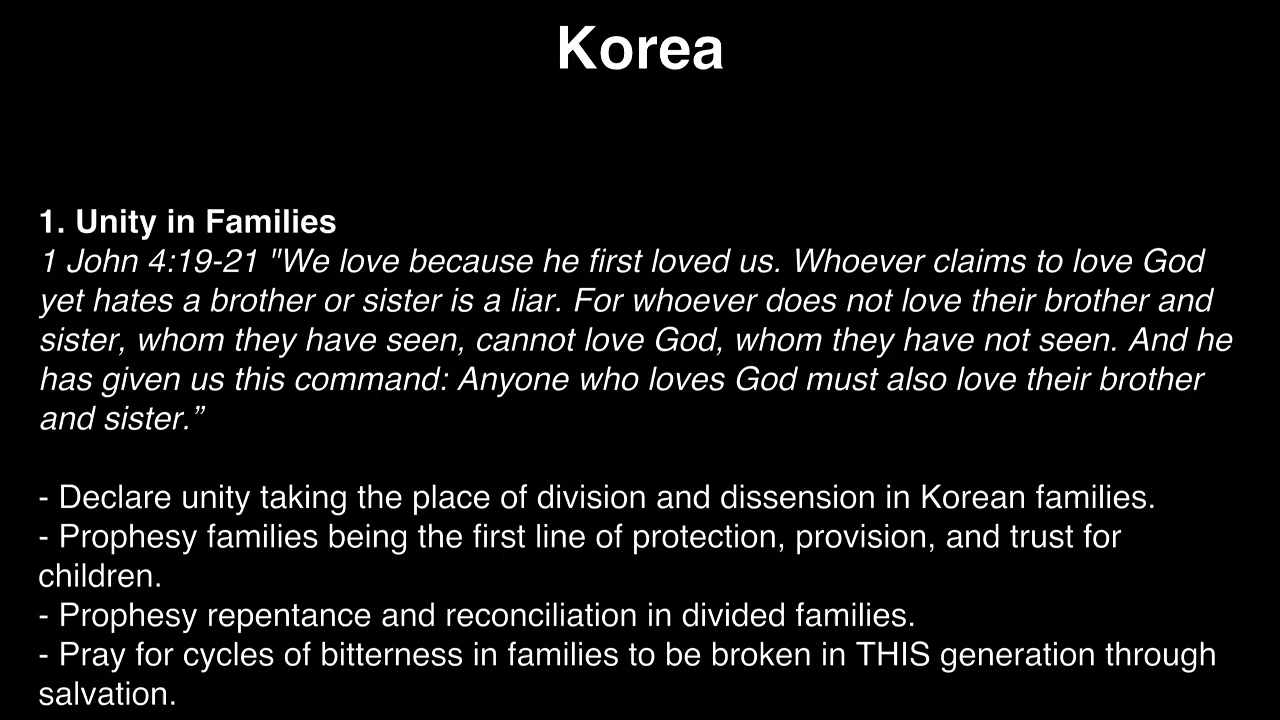 Korea
1. Unity in Families
1 John 4:19-21 "We love because he first loved us. Whoever claims to love God
yet hates a brother or sister is a liar. For whoever does not love their brother and
sister, whom they have seen, cannot love God, whom they have not seen. And he
has given us this command: Anyone who loves God must also love their brother
and sister.”
- Declare unity taking the place of division and dissension in Korean families.
- Prophesy families being the first line of protection, provision, and trust for
children.
- Prophesy repentance and reconciliation in divided families.
- Pray for cycles of bitterness in families to be broken in THIS generation through
salvation.